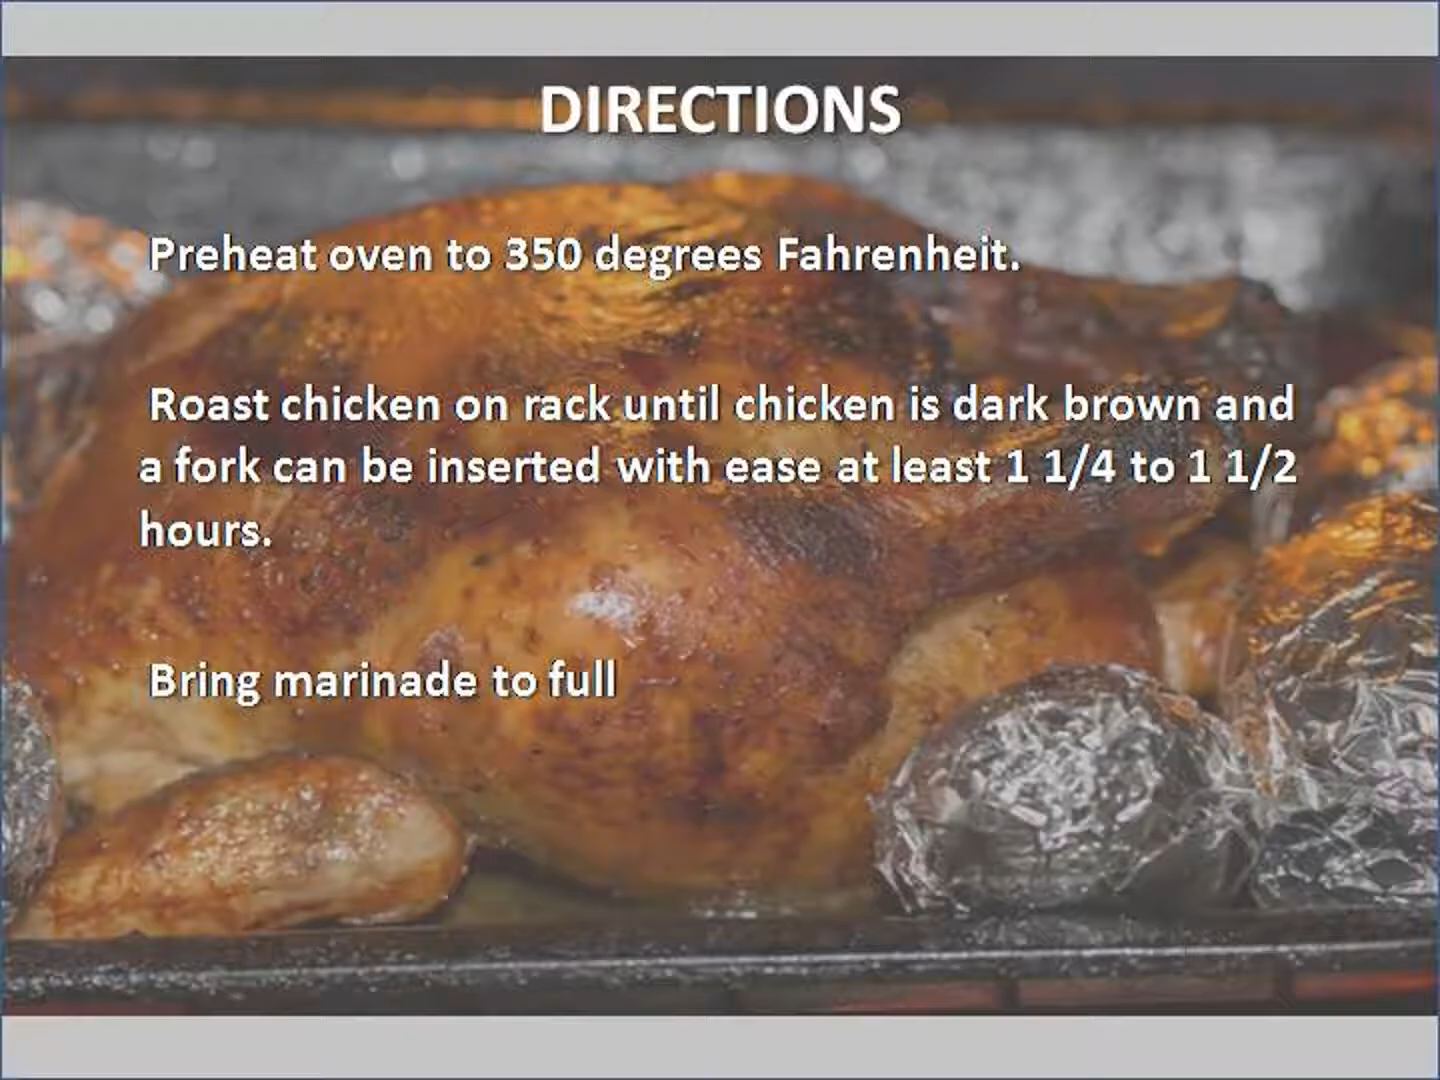 DIRECTIONS
Preheat oven to 350 degrees Fahrenheit.
Roast chicken on rack until chicken is dark brown and
a fork can be inserted with ease at least 1 1/4 to 1 1/2
hours.
Bring marinade to full